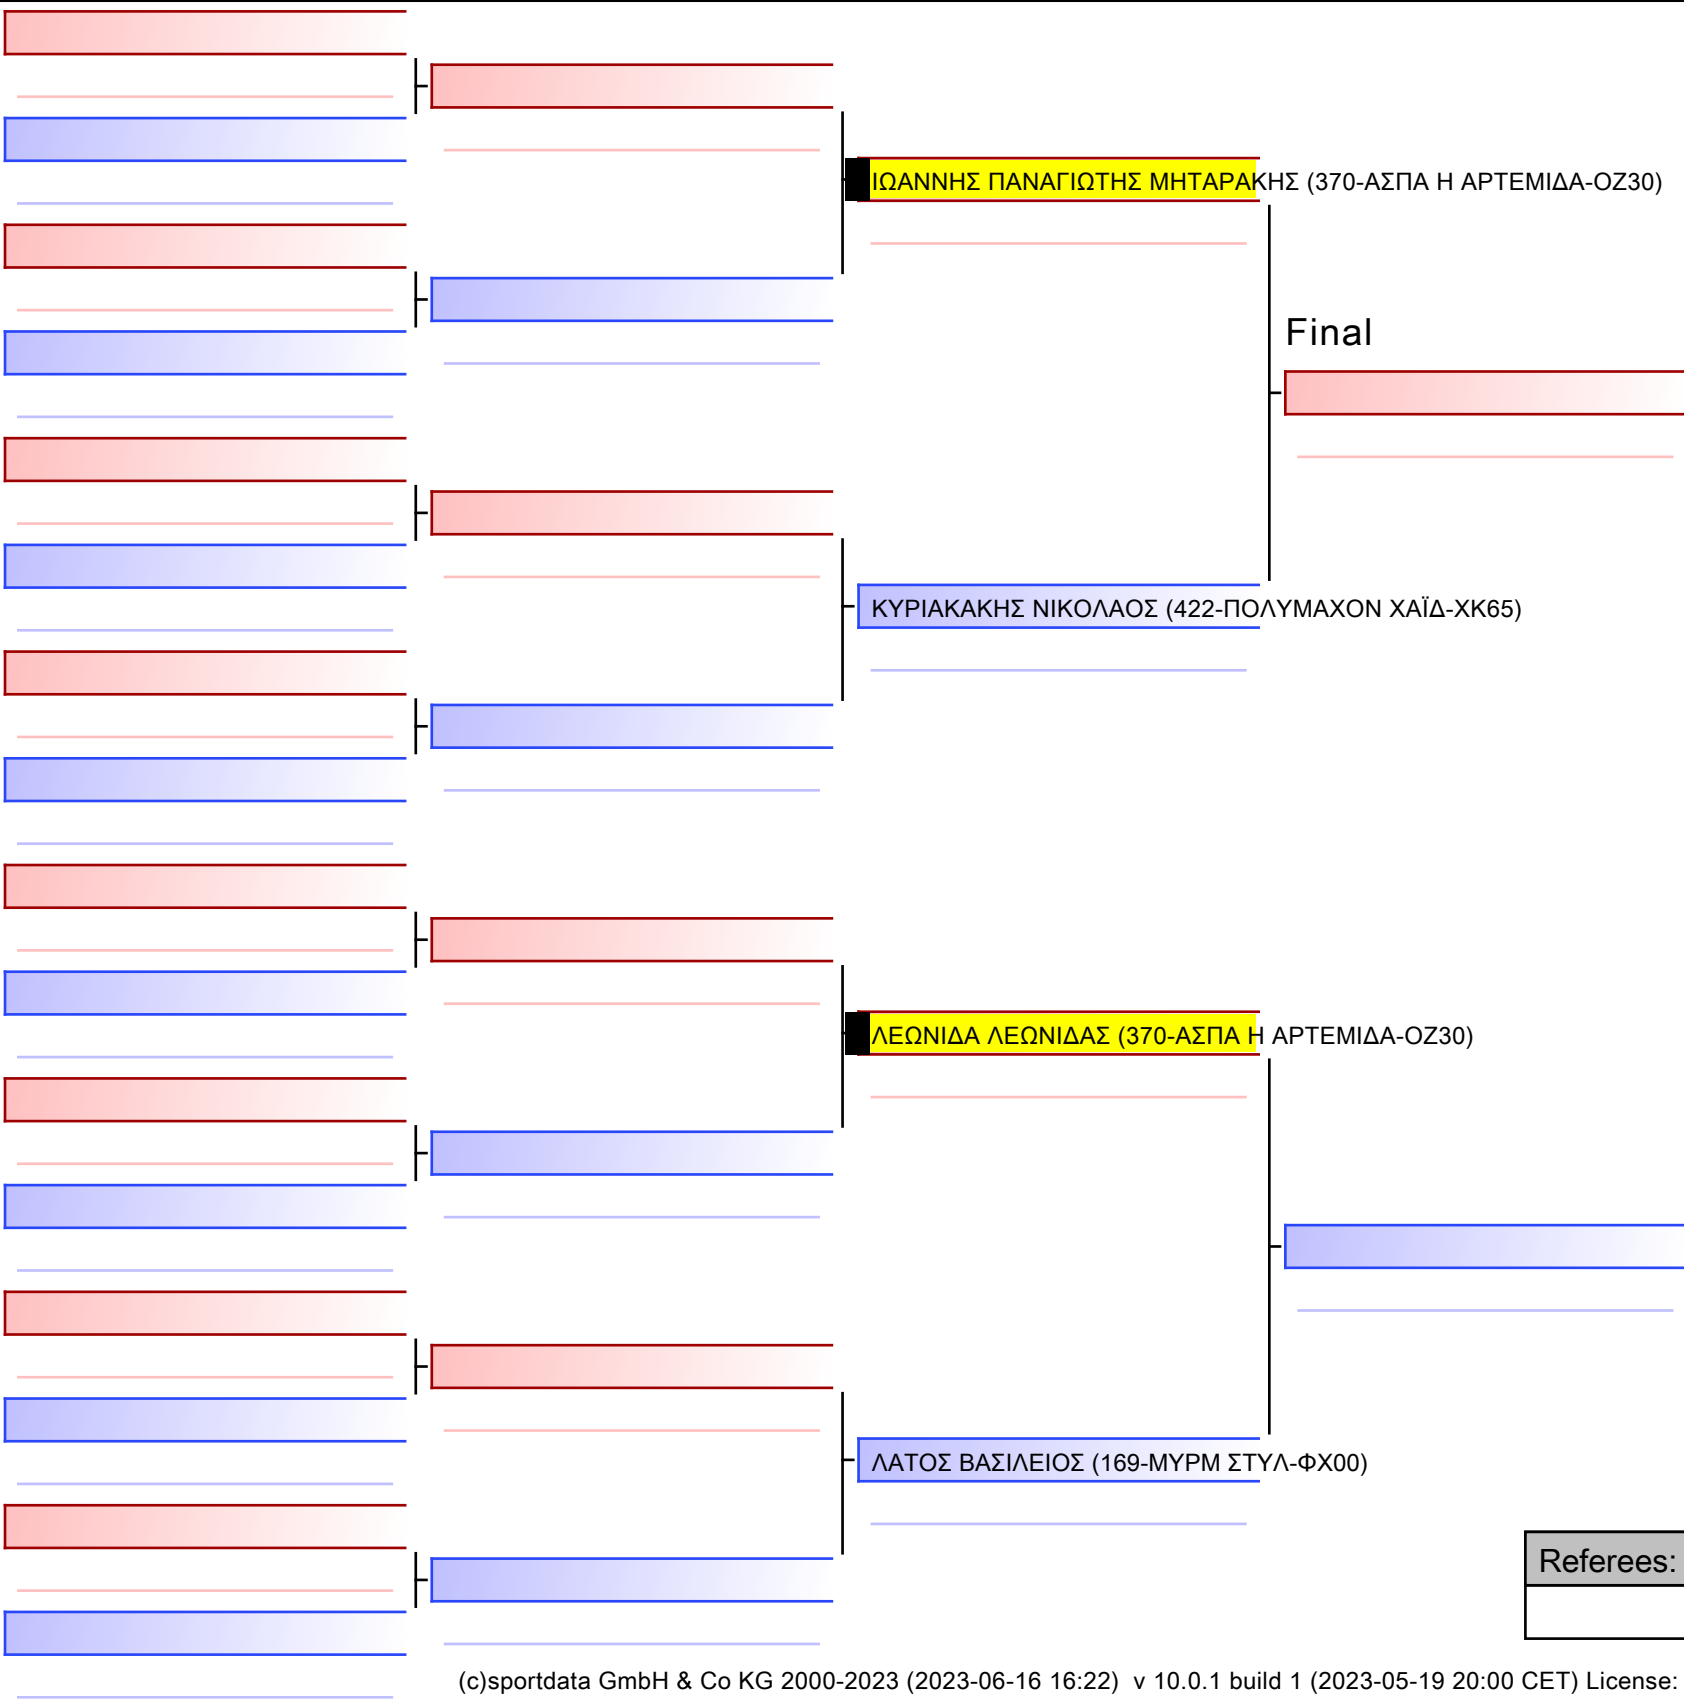 ΙΩΑΝΝΗΣ ΠΑΝΑΓΙΩΤΗΣ ΜΗΤΑΡΑΚΗΣ (370-ΑΣΠΑ Η ΑΡΤΕΜΙΔΑ-ΟΖ30)
Final
ΚΥΡΙΑΚΑΚΗΣ ΝΙΚΟΛΑΟΣ (422-ΠΟΛΥΜΑΧΟΝ ΧΑΪΔ-ΧΚ65)
ΛΕΩΝΙΔΑ ΛΕΩΝΙΔΑΣ (370-ΑΣΠΑ Η ΑΡΤΕΜΙΔΑ-ΟΖ30)
ΛΑΤΟΣ ΒΑΣΙΛΕΙΟΣ (169-ΜΥΡΜ ΣΤΥΛ-ΦΧ00)
Referees:
(c)sportdata GmbH & Co KG 2000-2023 (2023-06-16 16:22) v 10.0.1 build 1 (2023-05-19 20:00 CET) License: